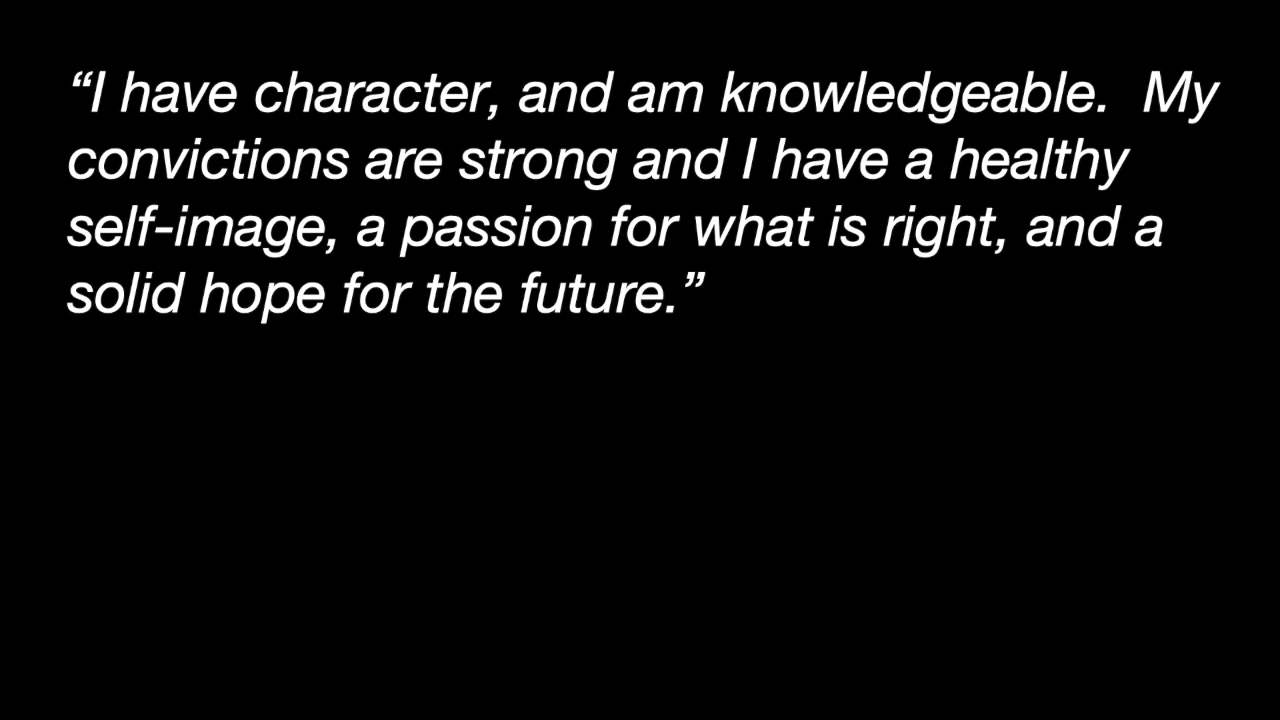 “I have character, and am knowledgeable.  My
convictions are strong and I have a healthy
self-image, a passion for what is right, and a
solid hope for the future.”